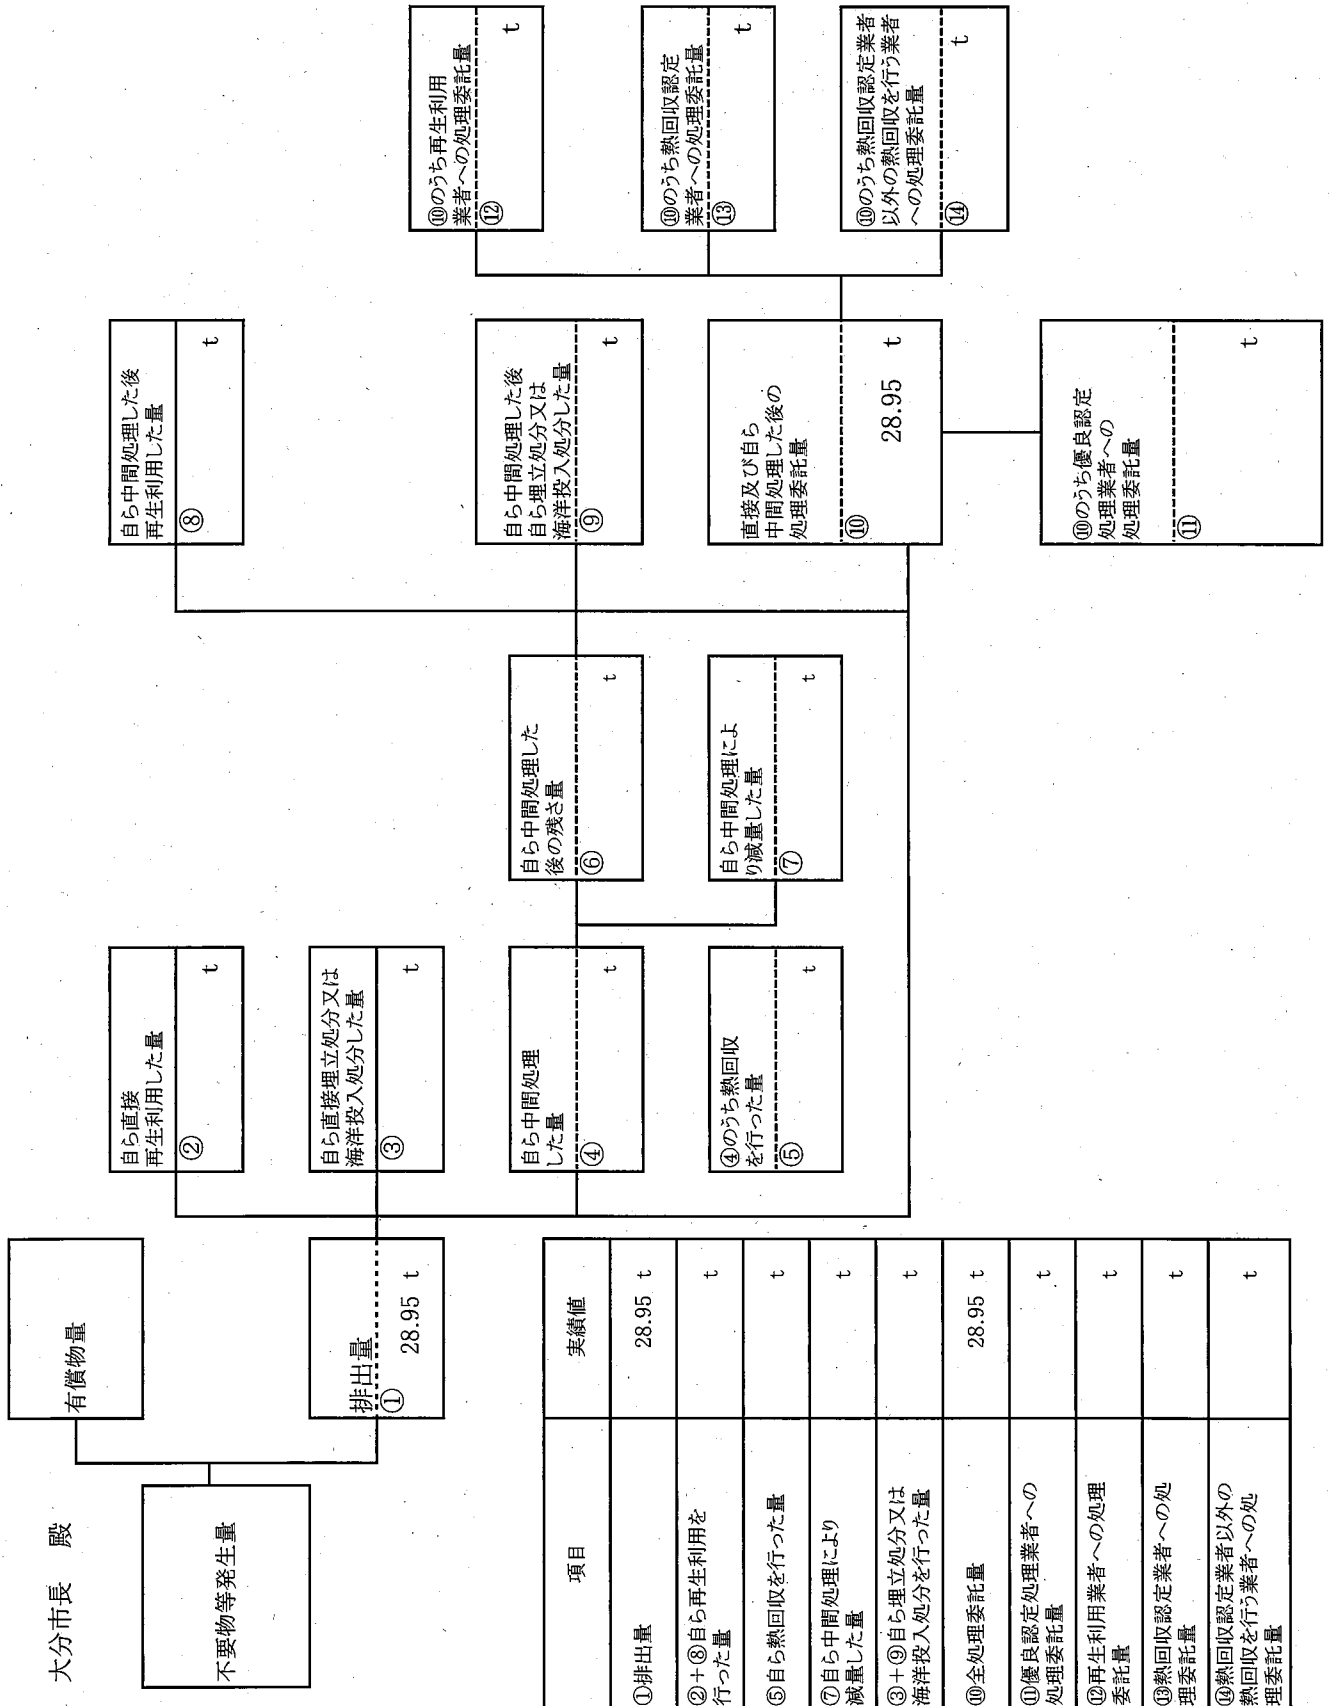 大分市長　殿
不要物等発生量
有償物量
排出量
① 28.95 t
自ら直接
再生利用した量
② t
自ら直接埋立処分又は
海洋投入処分した量
③ t
自ら中間処理
した量
④ t
④のうち熱回収
を行った量
⑤ t
自ら中間処理した
後の残さ量
⑥ t
自ら中間処理によ
り減量した量
⑦ t
自ら中間処理した後
再生利用した量
⑧ t
自ら中間処理した後
自ら埋立処分又は
海洋投入処分した量
⑨ t
直接及び自ら
中間処理した後の
処理委託量
⑩ 28.95 t
⑩のうち優良認定
処理業者への
処理委託量
⑪ t
⑩のうち再生利用
業者への処理委託量
⑫ t
⑩のうち熱回収認定
業者への処理委託量
⑬ t
⑩のうち熱回収認定業者
以外の熱回収を行う業者
への処理委託量
⑭ t
項目 実績値
①排出量 28.95 t
②+⑧自ら再生利用を
行った量 t
⑤自ら熱回収を行った量 t
⑦自ら中間処理により
減量した量 t
③+⑨自ら埋立処分又は
海洋投入処分を行った量 t
⑩全処理委託量 28.95 t
⑪優良認定処理業者への
処理委託量 t
⑫再生利用業者への処理
委託量 t
⑬熱回収認定業者への処
理委託量 t
⑭熱回収認定業者以外の
熱回収を行う業者への処
理委託量 t